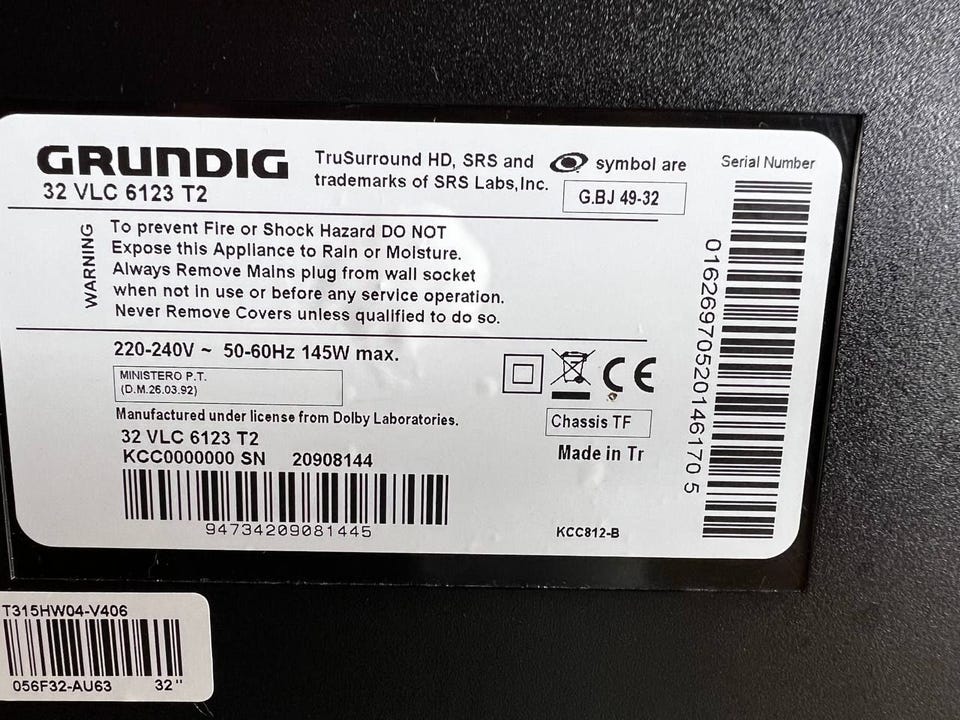 GRUNDIG
32 VLC 6123 T2
TruSurround HD, SRS and symbol are
trademarks of SRS Labs,Inc.
G.BJ 49-32
Serial Number
016269705201461705
WARNING
To prevent Fire or Shock Hazard DO NOT
Expose this Appliance to Rain or Moisture.
Always Remove Mains plug from wall socket
when not in use or before any service operation.
Never Remove Covers unless qualified to do so.
220-240V ~ 50-60Hz 145W max.
MINISTERO P.T.
(D.M.26.03.92)
CE
Manufactured under license from Dolby Laboratories.
Chassis TF
32 VLC 6123 T2
KCC0000000 SN 20908144
Made in Tr
94734209081445
KCC812-B
T315HW04-V406
056F32-AU63 32"